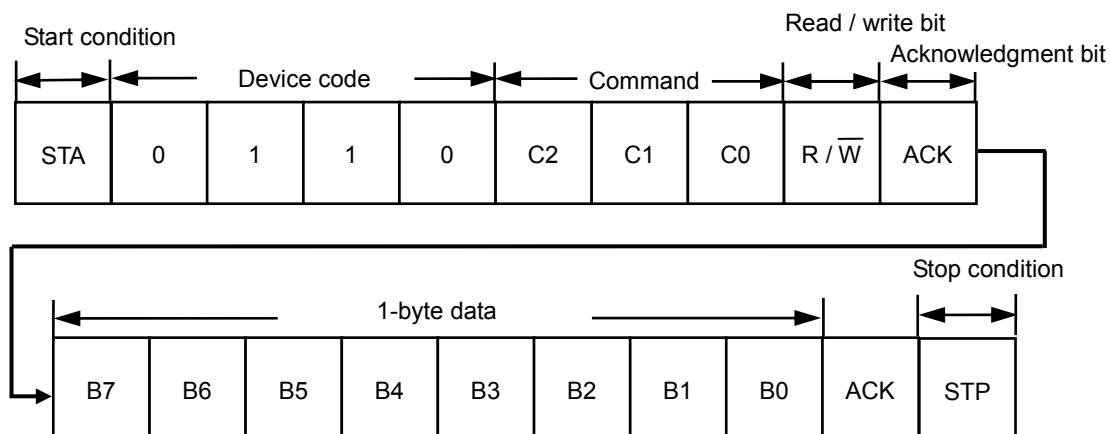 Read / write bit
Start condition
Acknowledgment bit
Device code
Command
STA 0 1 1 0 C2 C1 C0 R / W̅ ACK
Stop condition
1-byte data
B7 B6 B5 B4 B3 B2 B1 B0 ACK STP